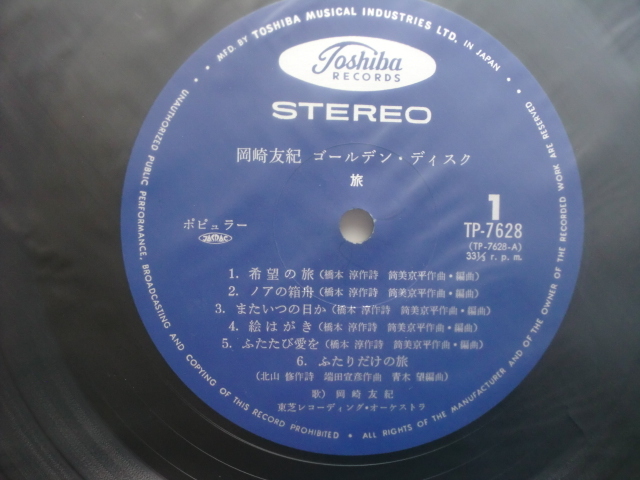 MFD. BY TOSHIBA MUSICAL INDUSTRIES LTD. IN JAPAN
Toshiba
RECORDS
STEREO
岡崎友紀 ゴールデン・ディスク
旅
1
TP-7628
(TP-7628-A)
33⅓ r. p. m.
ポピュラー
JASRAC
1. 希望の旅(橋本 淳作詩 筒美京平作曲・編曲)
2. ノアの箱舟(橋本 淳作詩 筒美京平作曲・編曲)
3. またいつの日か(橋本 淳作詩 筒美京平作曲・編曲)
4. 絵はがき(橋本 淳作詩 筒美京平作曲・編曲)
5. ふたたび愛を(橋本 淳作詩 筒美京平作曲・編曲)
6. ふたりだけの旅
(北山 修作詩 端田宣彦作曲 青木 望編曲)
歌) 岡崎友紀
東芝レコーディング・オーケストラ
UNAUTHORIZED PUBLIC PERFORMANCE, BROADCASTING AND COPYING OF THIS RECORD PROHIBITED • ALL RIGHTS OF THE MANUFACTURER AND OF THE OWNER OF THE RECORDED WORK ARE RESERVED